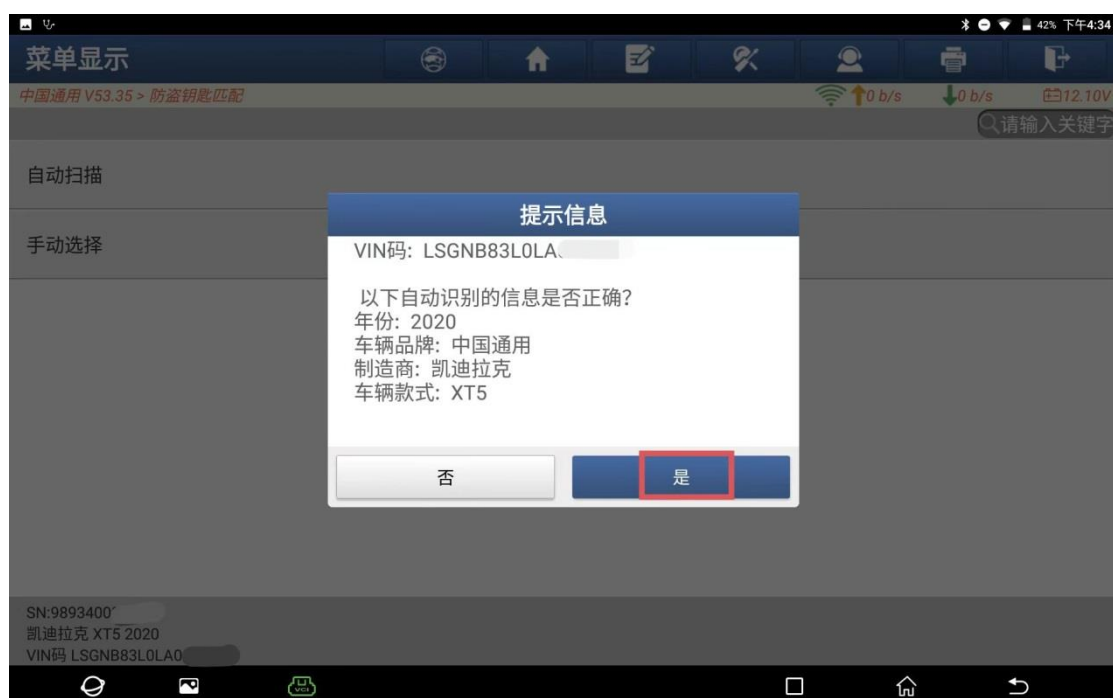 42% 下午4:34
菜单显示
中国通用 V53.35 > 防盗钥匙匹配
0 b/s 0 b/s 12.10V
请输入关键字
自动扫描
手动选择
提示信息
VIN码: LSGNB83L0LA
以下自动识别的信息是否正确?
年份: 2020
车辆品牌: 中国通用
制造商: 凯迪拉克
车辆款式: XT5
否
是
SN:9893400
凯迪拉克 XT5 2020
VIN码 LSGNB83L0LA0
VCI